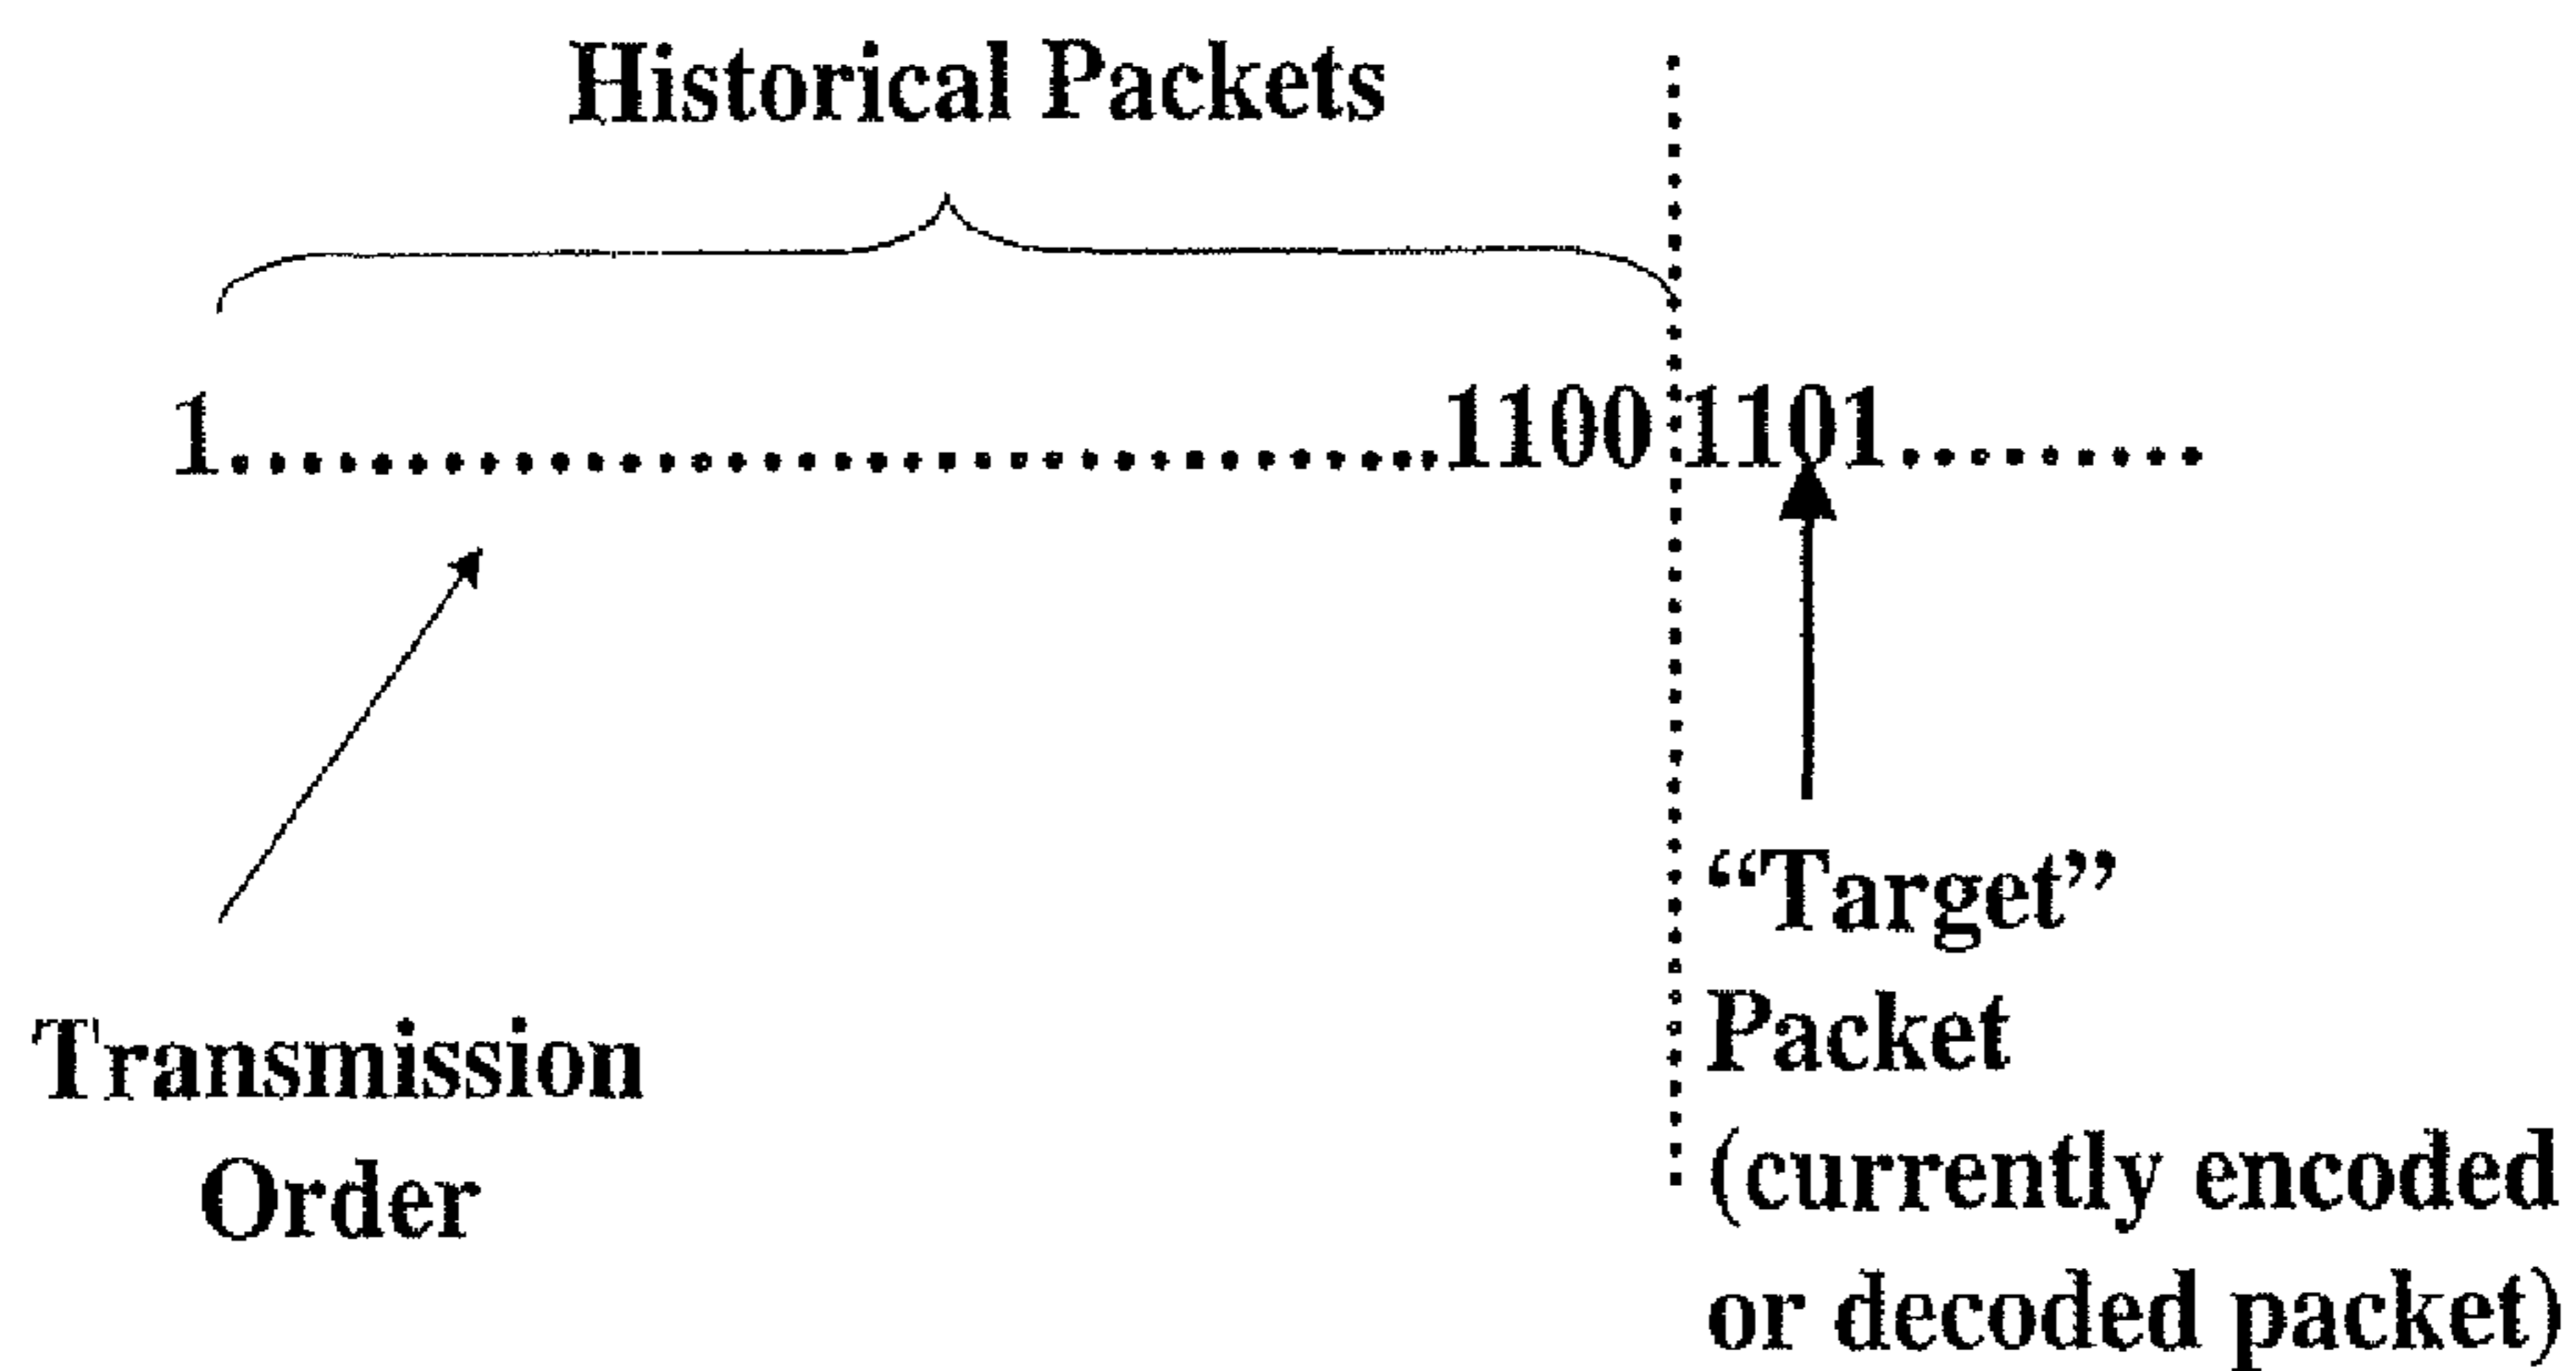 Historical Packets
1..................................1100 1101.........
Transmission
Order
“Target”
Packet
(currently encoded
or decoded packet)